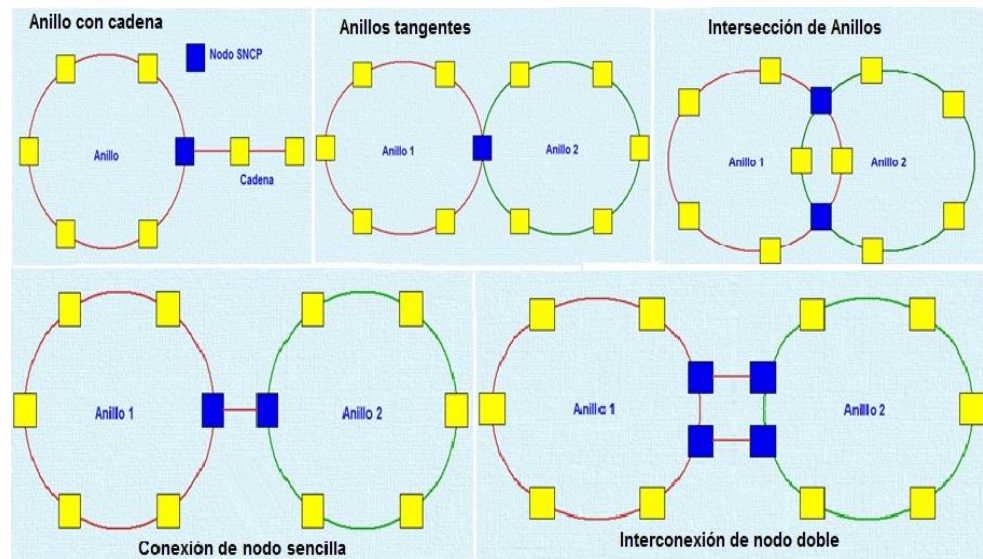 Anillo con cadena
Nodo SNCP
Anillo
Cadena
Anillos tangentes
Anillo 1
Anillo 2
Intersección de Anillos
Anillo 1
Anillo 2
Anillo 1
Anillo 2
Conexión de nodo sencilla
Anillo 1
Anillo 2
Interconexión de nodo doble